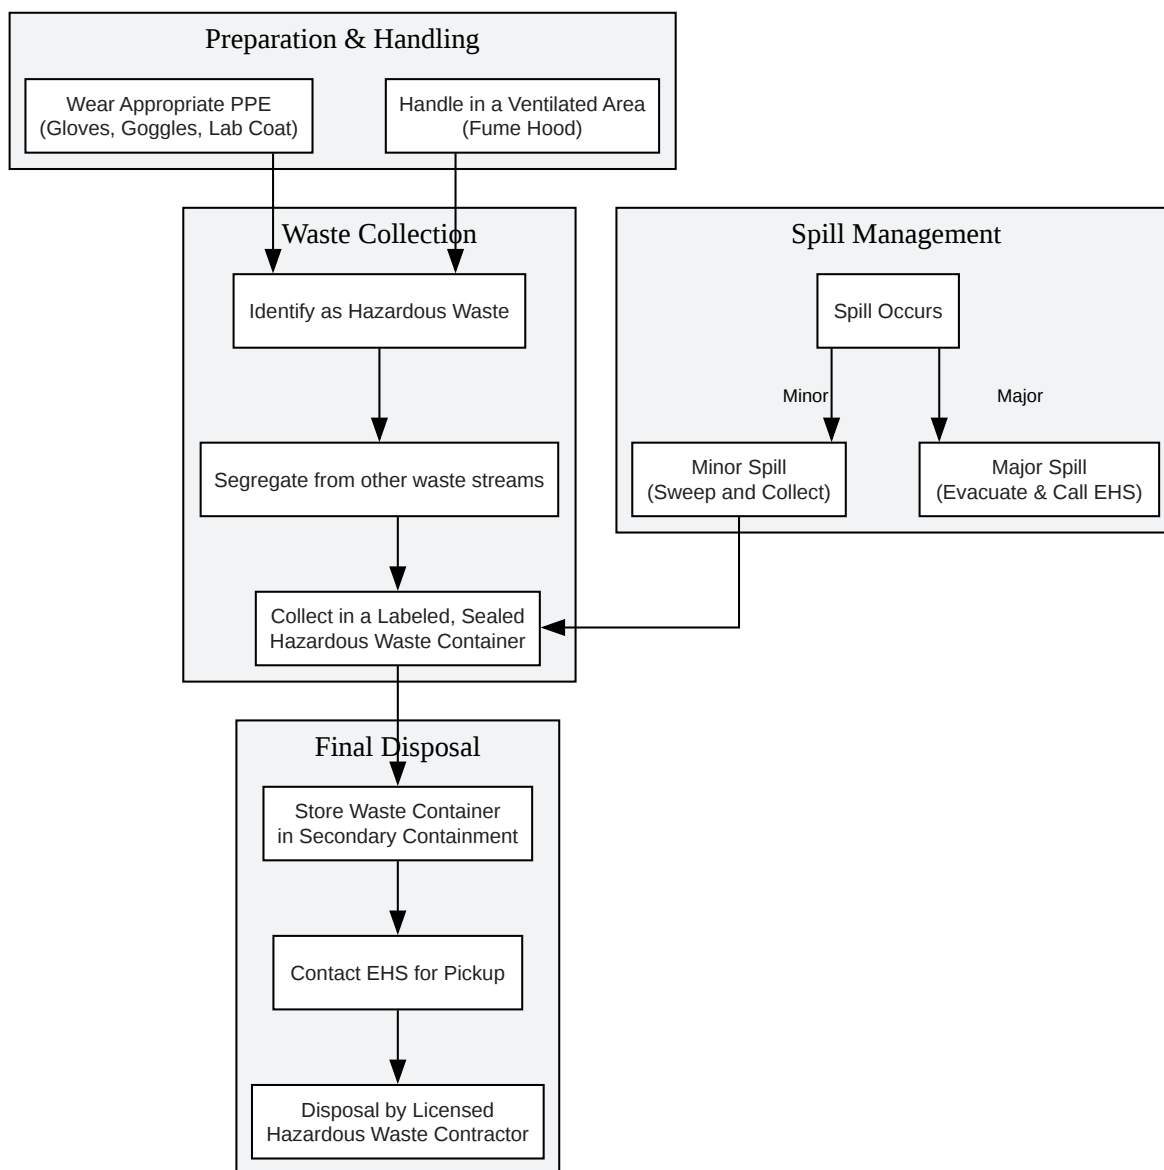 Preparation & Handling
Wear Appropriate PPE
(Gloves, Goggles, Lab Coat)
Handle in a Ventilated Area
(Fume Hood)
Waste Collection
Identify as Hazardous Waste
Segregate from other waste streams
Collect in a Labeled, Sealed
Hazardous Waste Container
Spill Management
Spill Occurs
Minor
Major
Minor Spill
(Sweep and Collect)
Major Spill
(Evacuate & Call EHS)
Final Disposal
Store Waste Container
in Secondary Containment
Contact EHS for Pickup
Disposal by Licensed
Hazardous Waste Contractor